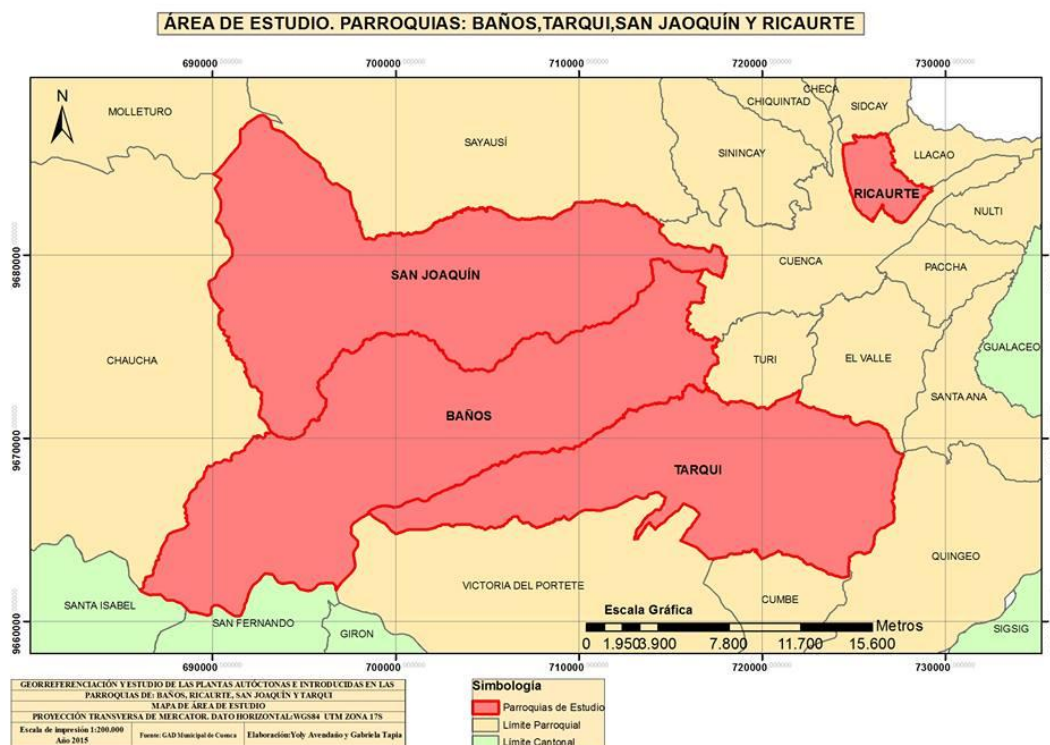 ÁREA DE ESTUDIO. PARROQUIAS: BAÑOS,TARQUI,SAN JAOQUÍN Y RICAURTE
690000 700000 710000 720000 730000
N
MOLLETURO
SAYAUSÍ
CHIQUINTAD
CHECA
SIDCAY
SININCAY
LLACAO
RICAURTE
NULTI
9680000
SAN JOAQUÍN
CUENCA
PACCHA
CHAUCHA
TURI
EL VALLE
GUALACEO
SANTA ANA
BAÑOS
9670000
TARQUI
QUINGEO
VICTORIA DEL PORTETE
CUMBE
SANTA ISABEL
SAN FERNANDO
GIRON
SIGSIG
9660000
Escala Gráfica
Metros
0 1.950 3.900 7.800 11.700 15.600
690000 700000 710000 720000 730000
GEORREFERENCIACIÓN Y ESTUDIO DE LAS PLANTAS AUTÓCTONAS E INTRODUCIDAS EN LAS
PARROQUIAS DE: BAÑOS, RICAURTE, SAN JOAQUÍN Y TARQUI
MAPA DE ÁREA DE ESTUDIO
PROYECCIÓN TRANSVERSA DE MERCATOR. DATO HORIZONTAL:WGS84 UTM ZONA 17S
Escala de impresión 1:200.000
Año 2015
Fuente: GAD Municipal de Cuenca
Elaboración:Yoly Avendaño y Gabriela Tapia
Simbología
Parroquias de Estudio
Límite Parroquial
Límite Cantonal